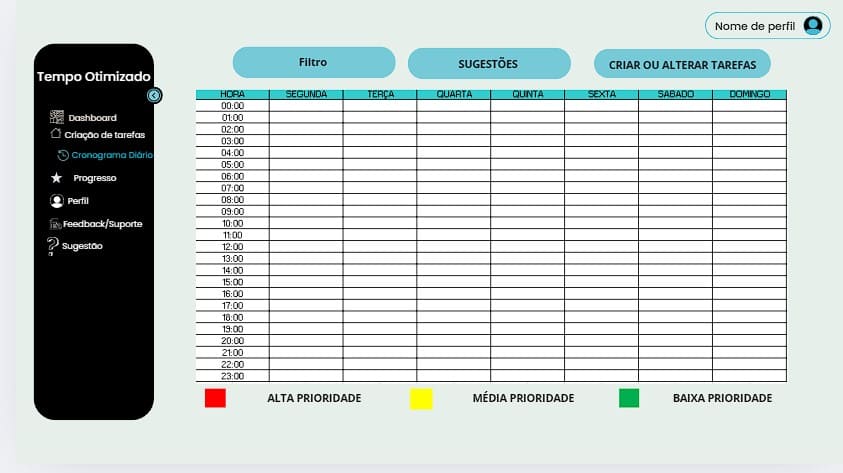 Nome de perfil
Tempo Otimizado
Dashboard
Criação de tarefas
Cronograma Diário
Progresso
Perfil
Feedback/Suporte
Sugestão
Filtro
SUGESTÕES
CRIAR OU ALTERAR TAREFAS
HORA SEGUNDA TERÇA QUARTA QUINTA SEXTA SABADO DOMINGO
00:00
01:00
02:00
03:00
04:00
05:00
06:00
07:00
08:00
09:00
10:00
11:00
12:00
13:00
14:00
15:00
16:00
17:00
18:00
19:00
20:00
21:00
22:00
23:00
ALTA PRIORIDADE MÉDIA PRIORIDADE BAIXA PRIORIDADE